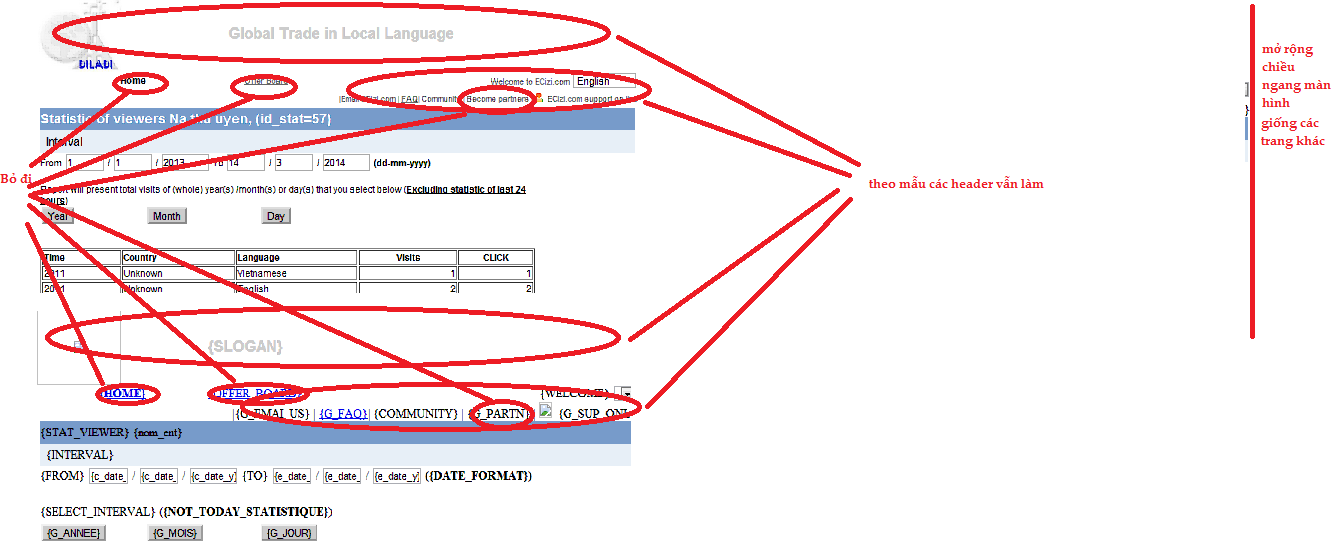 Global Trade in Local Language
DILADI
Home Offer Board Welcome to ECizi.com English
|Email ECizi.com | FAQ| Community| Become partnere ECizi.com support on
Statistic of viewers Na thu uyen, (id_stat=57)
Interval
From 1 / 1 / 2013 To 14 / 3 / 2014 (dd-mm-yyyy)
Report will present total visits of (whole) year(s) /month(s) or day(s) that you select below (Excluding statistic of last 24
hours)
Year Month Day
Time Country Language Visits CLICK
2011 Unknown Vietnamese 1 1
Unknown English 2 2
{SLOGAN}
{HOME} {OFFER_BOARD} {WELCOME}
|{G_EMAI_US} | {G_FAQ} |{COMMUNITY} | {G_PARTN} {G_SUP_ONL
{STAT_VIEWER} {nom_cnt}
{INTERVAL}
{FROM} {c_date_ / {c_date_ / {c_date_y} {TO} {e_date_ / {e_date_ / {e_date_y} ({DATE_FORMAT})
{SELECT_INTERVAL} ({NOT_TODAY_STATISTIQUE})
{G_ANNEE} {G_MOIS} {G_JOUR}
Bỏ đi
theo mẫu các header vẫn làm
mở rộng
chiều
ngang màn
hình
giống các
trang khác